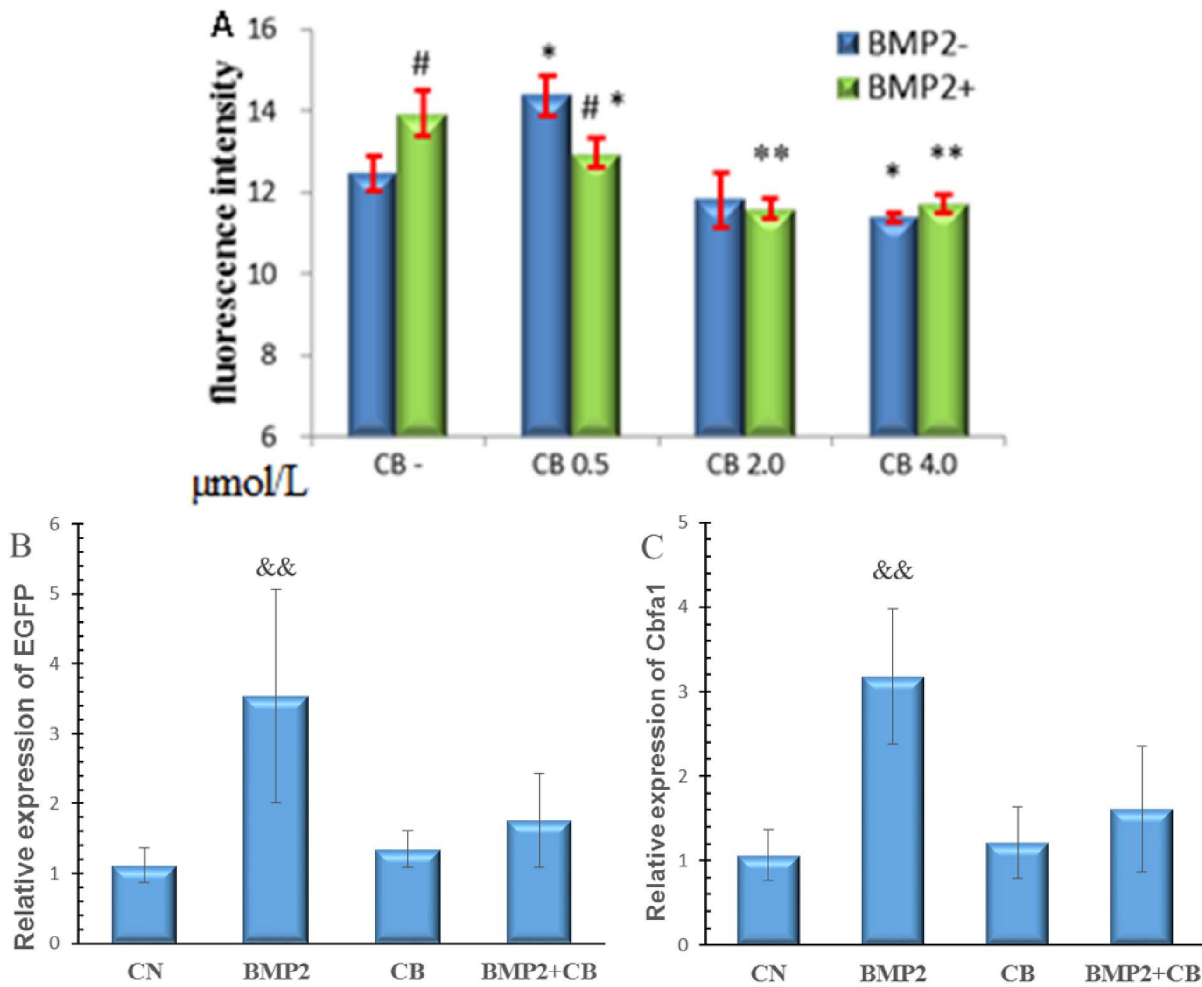 A
fluorescence intensity
16
14
12
10
8
6
BMP2-
BMP2+
#
*
# *
**
*
**
CB -
CB 0.5
CB 2.0
CB 4.0
μmol/L
B
Relative expression of EGFP
6
5
4
3
2
1
0
&&
CN
BMP2
CB
BMP2+CB
C
Relative expression of Cbfa1
5
4
3
2
1
0
&&
CN
BMP2
CB
BMP2+CB